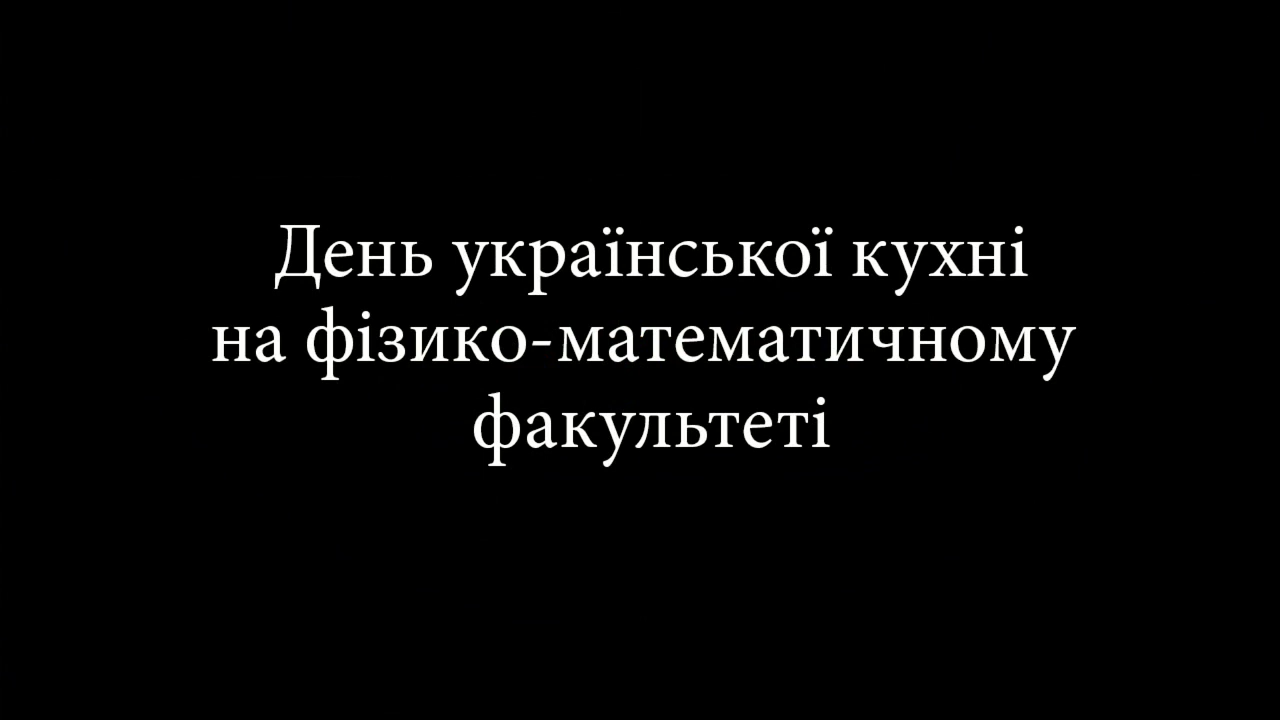 День української кухні
на фізико-математичному
факультеті